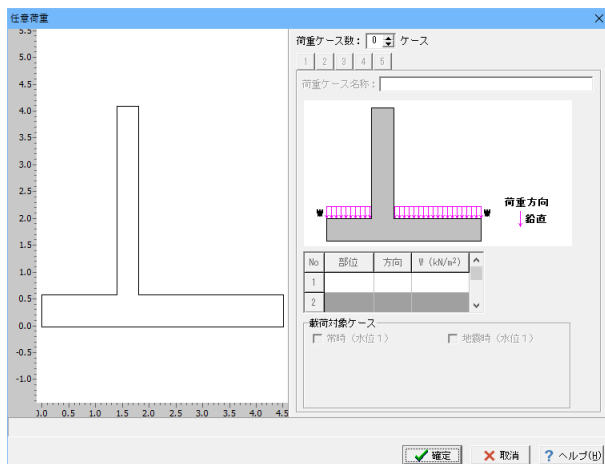 任意荷重
5.5
5.0
4.5
4.0
3.5
3.0
2.5
2.0
1.5
1.0
0.5
0.0
-0.5
-1.0
0.5 1.0 1.5 2.0 2.5 3.0 3.5 4.0 4.5
荷重ケース数: 0 ケース
1 2 3 4 5
荷重ケース名称:
w w
荷重方向
鉛直
No 部位 方向 W (kN/m²)
1
2
載荷対象ケース
常時(水位1) 地震時(水位1)
確定 取消 ? ヘルプ(H)